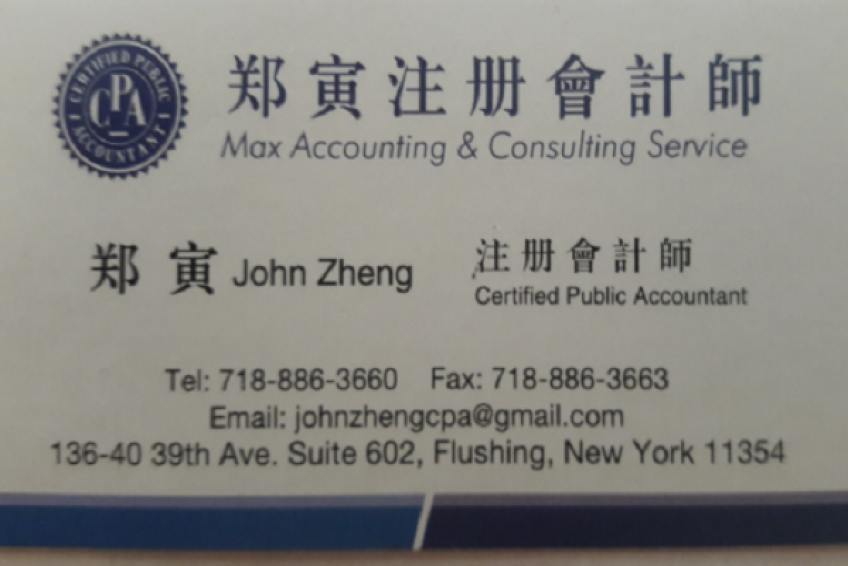 CERTIFIED PUBLIC
CPA
ACCOUNTANT
郑寅注册會計師
Max Accounting & Consulting Service
郑寅 John Zheng
注册會計師
Certified Public Accountant
Tel: 718-886-3660 Fax: 718-886-3663
Email: johnzhengcpa@gmail.com
136-40 39th Ave. Suite 602, Flushing, New York 11354